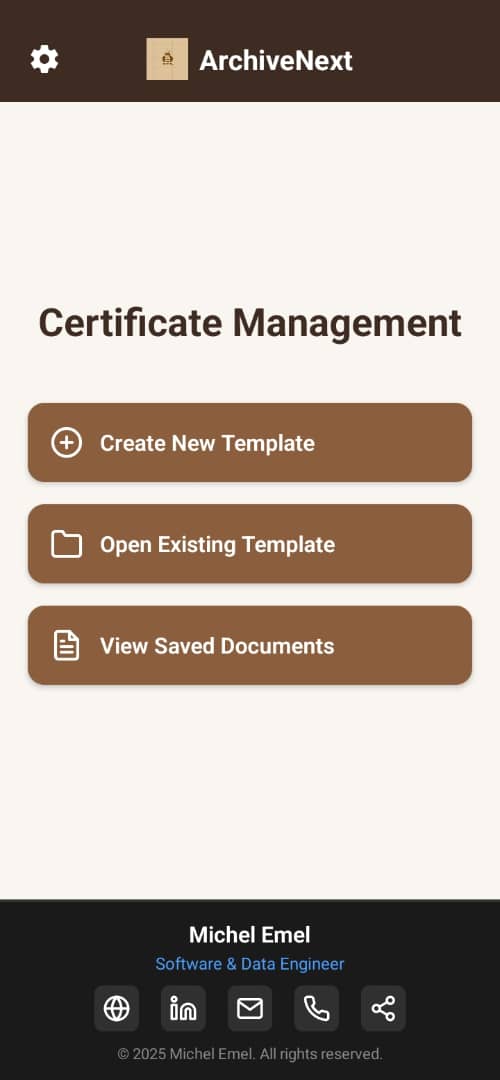 ArchiveNext
Certificate Management
Create New Template
Open Existing Template
View Saved Documents
Michel Emel
Software & Data Engineer
© 2025 Michel Emel. All rights reserved.